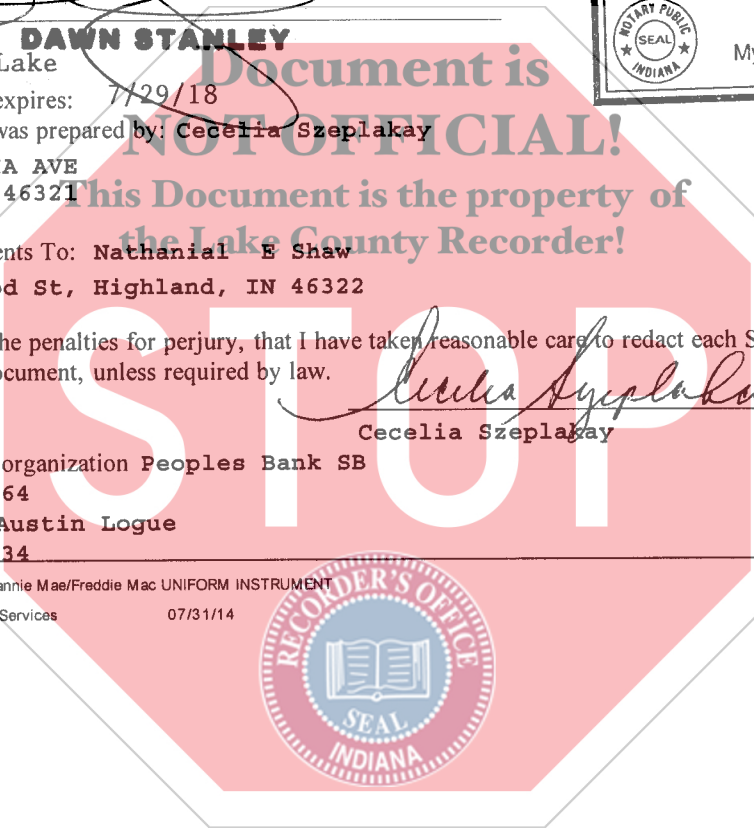 DAWN STANLEY
Lake
expires: 7/29/18
was prepared by: Cecelia Szeplakay
A AVE
46321
ents To: Nathanial E Shaw
d St, Highland, IN 46322
he penalties for perjury, that I have taken reasonable care to redact each S
ocument, unless required by law.
Cecelia Szeplakay
Cecelia Szeplakay
organization Peoples Bank SB
64
Austin Logue
34
annie Mae/Freddie Mac UNIFORM INSTRUMENT
Services 07/31/14
NOTARY PUBLIC
SEAL
INDIANA
My
Document is
NOT OFFICIAL!
This Document is the property of
the Lake County Recorder!
STOP
RECORDER'S OFFICE
SEAL
INDIANA